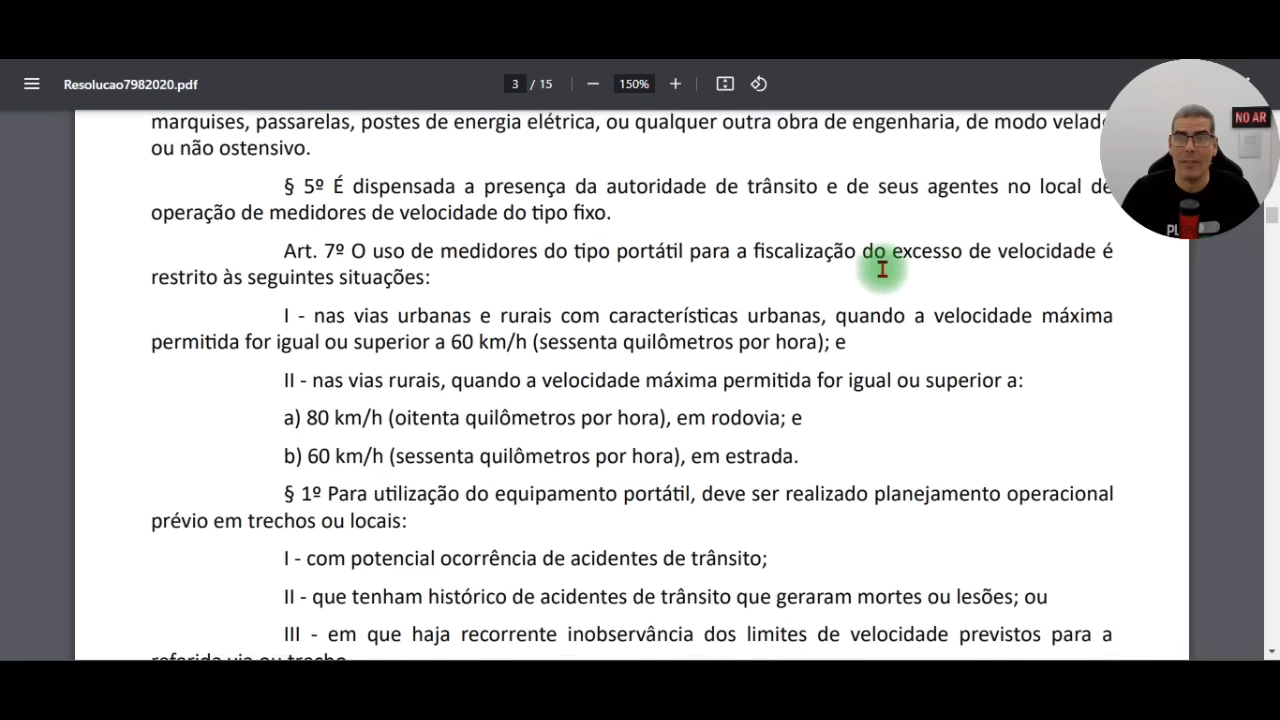 Resolucao7982020.pdf
3 / 15
150%
NO AR
marquises, passarelas, postes de energia elétrica, ou qualquer outra obra de engenharia, de modo velado
ou não ostensivo.
§ 5º É dispensada a presença da autoridade de trânsito e de seus agentes no local de
operação de medidores de velocidade do tipo fixo.
Art. 7º O uso de medidores do tipo portátil para a fiscalização do excesso de velocidade é
restrito às seguintes situações:
I - nas vias urbanas e rurais com características urbanas, quando a velocidade máxima
permitida for igual ou superior a 60 km/h (sessenta quilômetros por hora); e
II - nas vias rurais, quando a velocidade máxima permitida for igual ou superior a:
a) 80 km/h (oitenta quilômetros por hora), em rodovia; e
b) 60 km/h (sessenta quilômetros por hora), em estrada.
§ 1º Para utilização do equipamento portátil, deve ser realizado planejamento operacional
prévio em trechos ou locais:
I - com potencial ocorrência de acidentes de trânsito;
II - que tenham histórico de acidentes de trânsito que geraram mortes ou lesões; ou
III - em que haja recorrente inobservância dos limites de velocidade previstos para a
referida via ou trecho